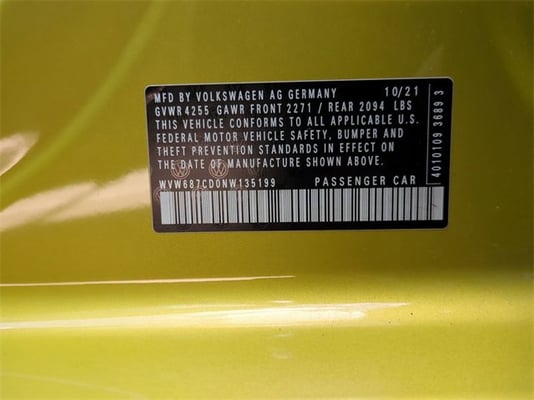 MFD BY VOLKSWAGEN AG GERMANY 10/21
GVWR 4255 GAWR FRONT 2271 / REAR 2094 LBS
THIS VEHICLE CONFORMS TO ALL APPLICABLE U.S.
FEDERAL MOTOR VEHICLE SAFETY, BUMPER AND
THEFT PREVENTION STANDARDS IN EFFECT ON
THE DATE OF MANUFACTURE SHOWN ABOVE.
WVW687CD0NW135199 PASSENGER CAR
4010109 3689 3